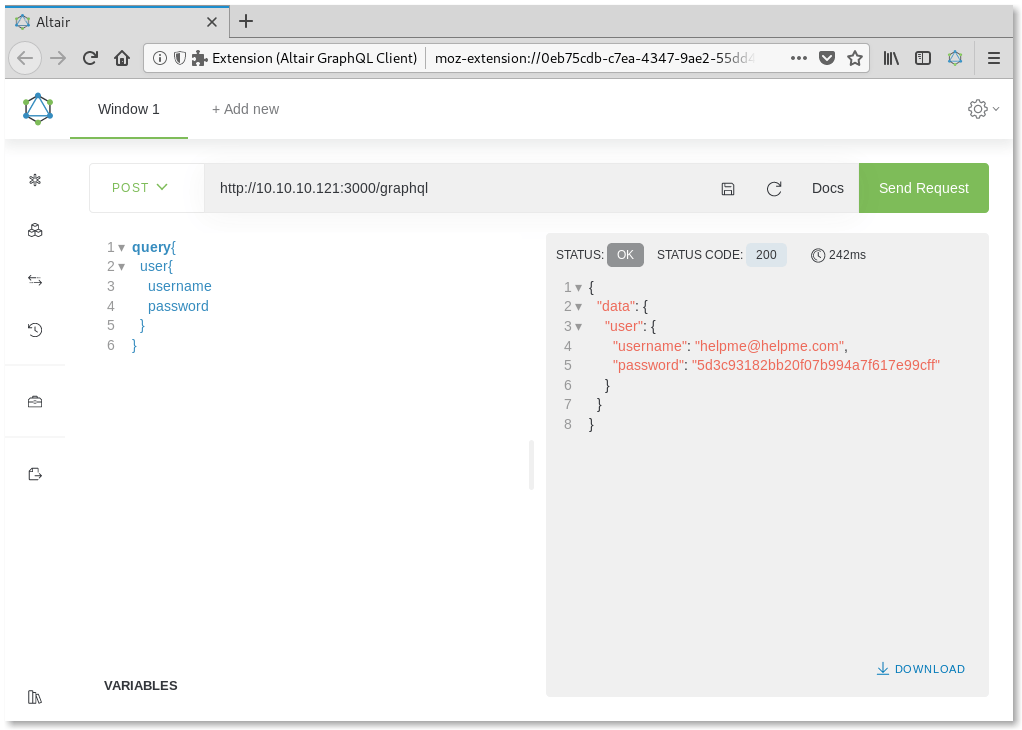 Altair
Extension (Altair GraphQL Client) moz-extension://0eb75cdb-c7ea-4347-9ae2-55dd4
Window 1 + Add new
POST http://10.10.10.121:3000/graphql Docs Send Request
1 query{
2 user{
3 username
4 password
5 }
6 }
STATUS: OK STATUS CODE: 200 242ms
1 {
2 "data": {
3 "user": {
4 "username": "helpme@helpme.com",
5 "password": "5d3c93182bb20f07b994a7f617e99cff"
6 }
7 }
8 }
DOWNLOAD
VARIABLES